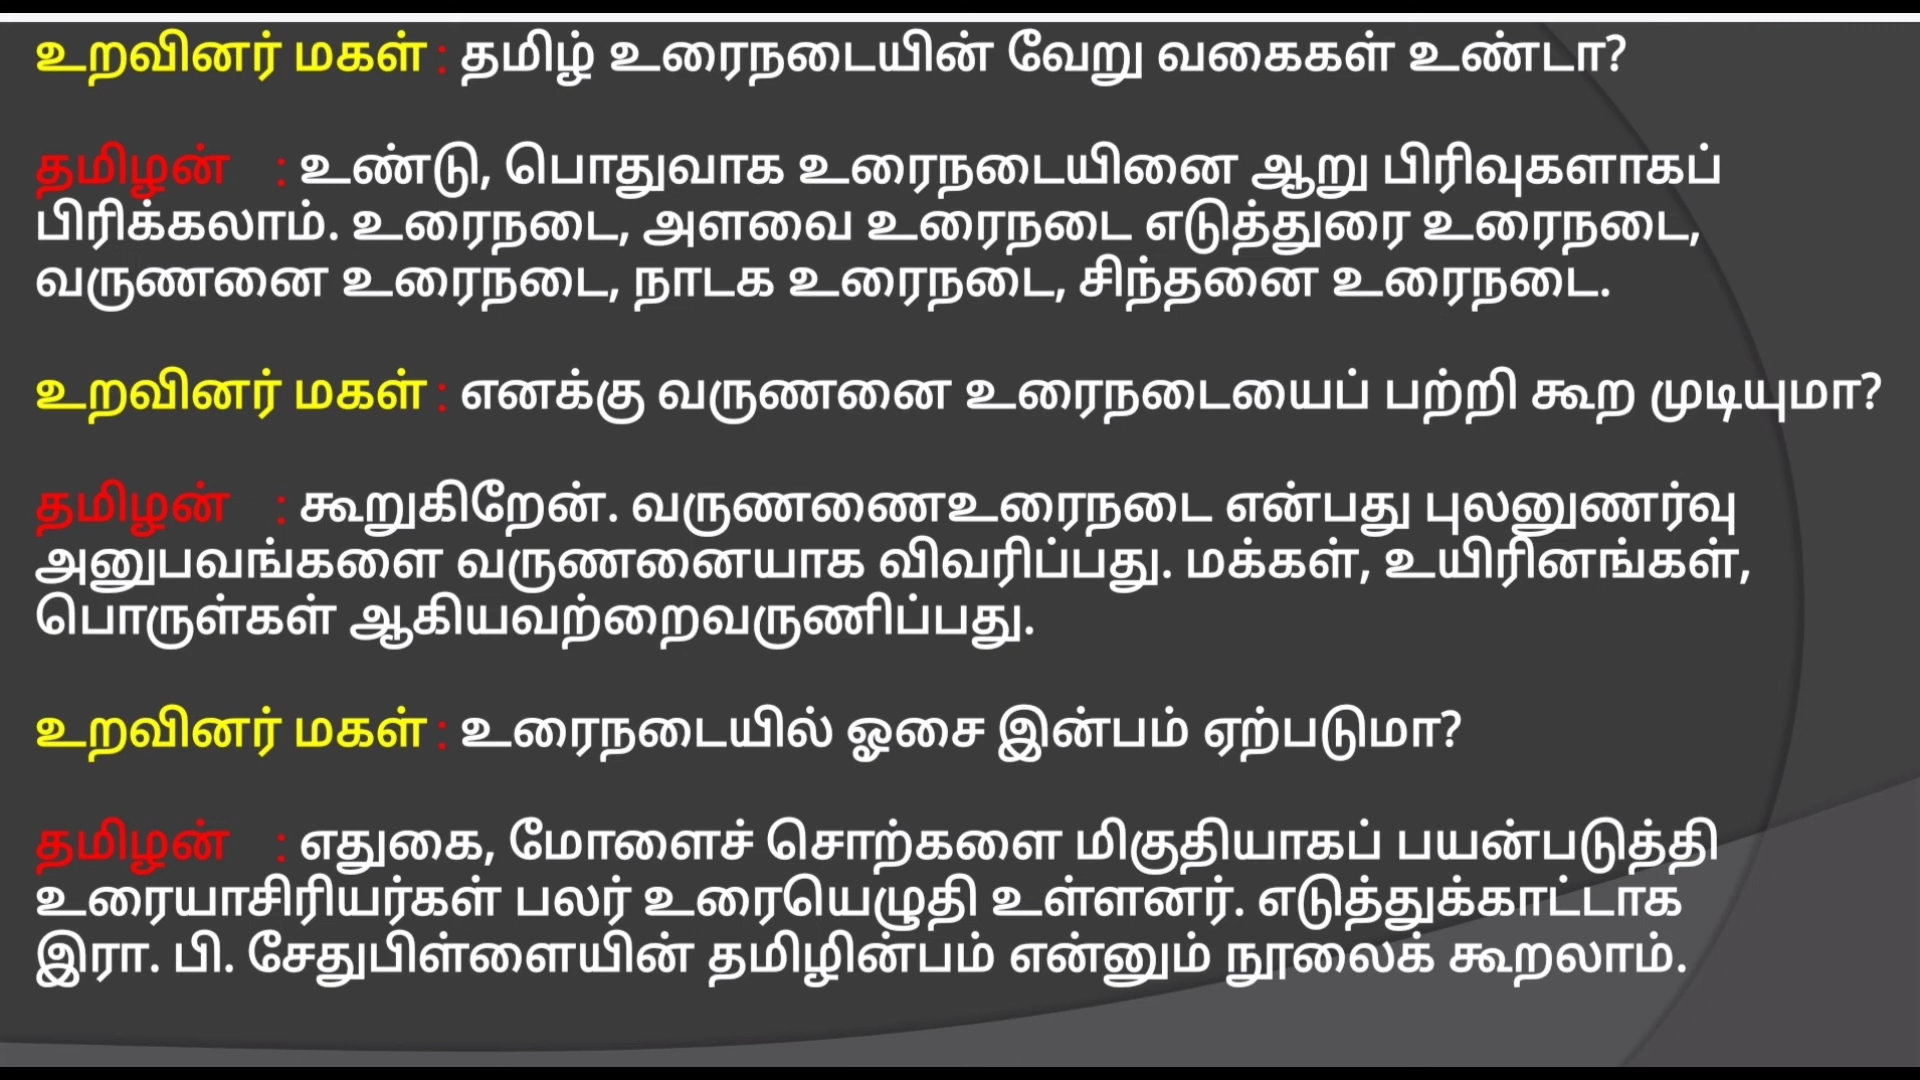 உறவினர் மகள் : தமிழ் உரைநடையின் வேறு வகைகள் உண்டா?
தமிழன் : உண்டு, பொதுவாக உரைநடையினை ஆறு பிரிவுகளாகப்
பிரிக்கலாம். உரைநடை, அளவை உரைநடை எடுத்துரை உரைநடை,
வருணனை உரைநடை, நாடக உரைநடை, சிந்தனை உரைநடை.
உறவினர் மகள் : எனக்கு வருணனை உரைநடையைப் பற்றி கூற முடியுமா?
தமிழன் : கூறுகிறேன். வருணணைஉரைநடை என்பது புலனுணர்வு
அனுபவங்களை வருணனையாக விவரிப்பது. மக்கள், உயிரினங்கள்,
பொருள்கள் ஆகியவற்றைவருணிப்பது.
உறவினர் மகள் : உரைநடையில் ஓசை இன்பம் ஏற்படுமா?
தமிழன் : எதுகை, மோளைச் சொற்களை மிகுதியாகப் பயன்படுத்தி
உரையாசிரியர்கள் பலர் உரையெழுதி உள்ளனர். எடுத்துக்காட்டாக
இரா. பி. சேதுபிள்ளையின் தமிழின்பம் என்னும் நூலைக் கூறலாம்.